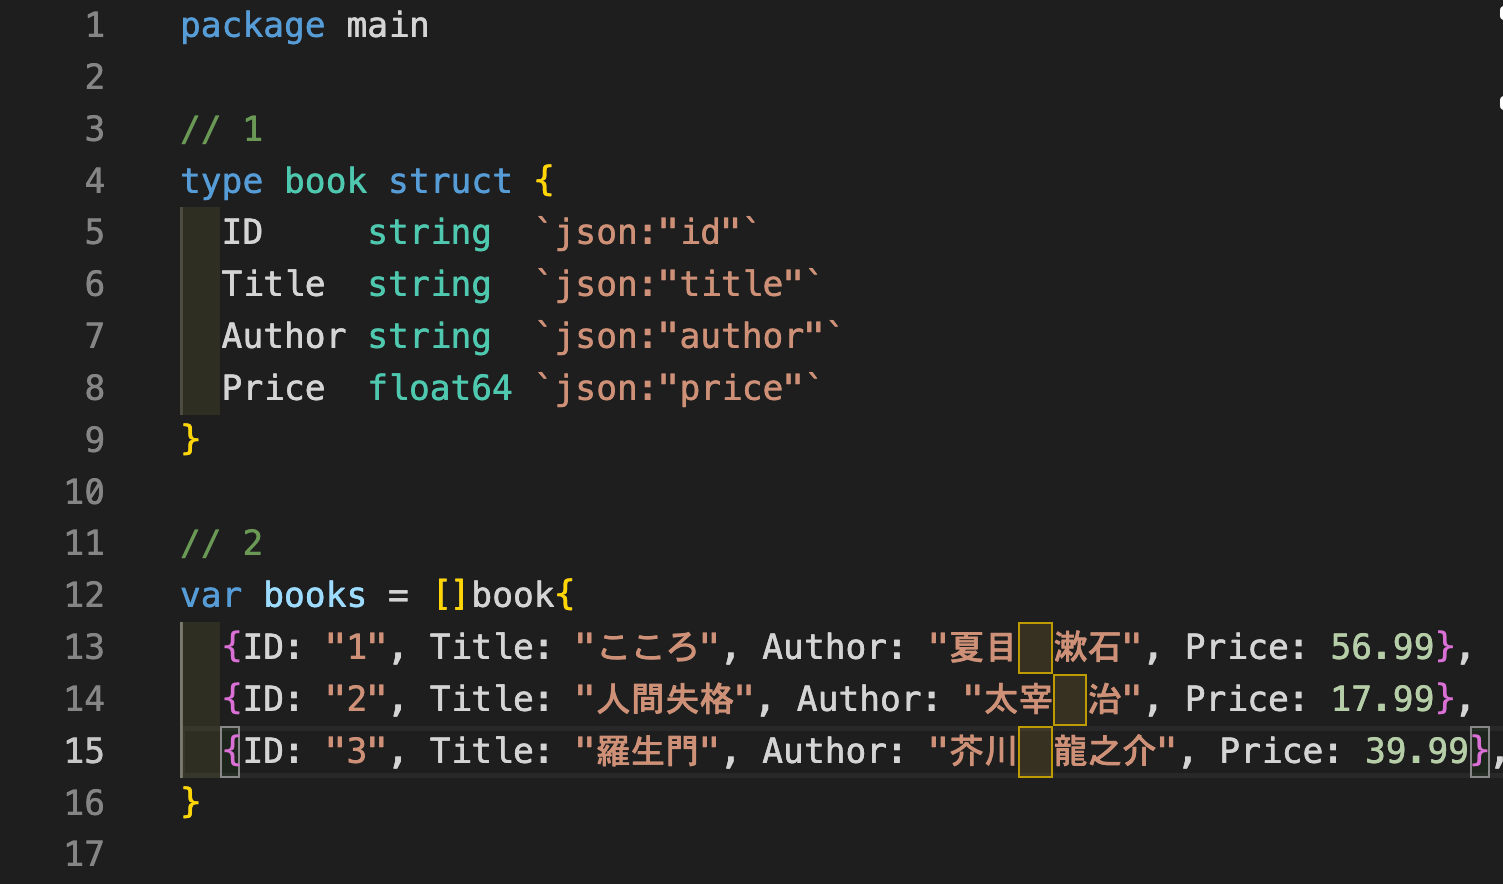 1 package main
2
3 // 1
4 type book struct {
5   ID     string  `json:"id"`
6   Title  string  `json:"title"`
7   Author string  `json:"author"`
8   Price  float64 `json:"price"`
9 }
10
11 // 2
12 var books = []book{
13   {ID: "1", Title: "こころ", Author: "夏目　漱石", Price: 56.99},
14   {ID: "2", Title: "人間失格", Author: "太宰　治", Price: 17.99},
15   {ID: "3", Title: "羅生門", Author: "芥川　龍之介", Price: 39.99},
16 }
17